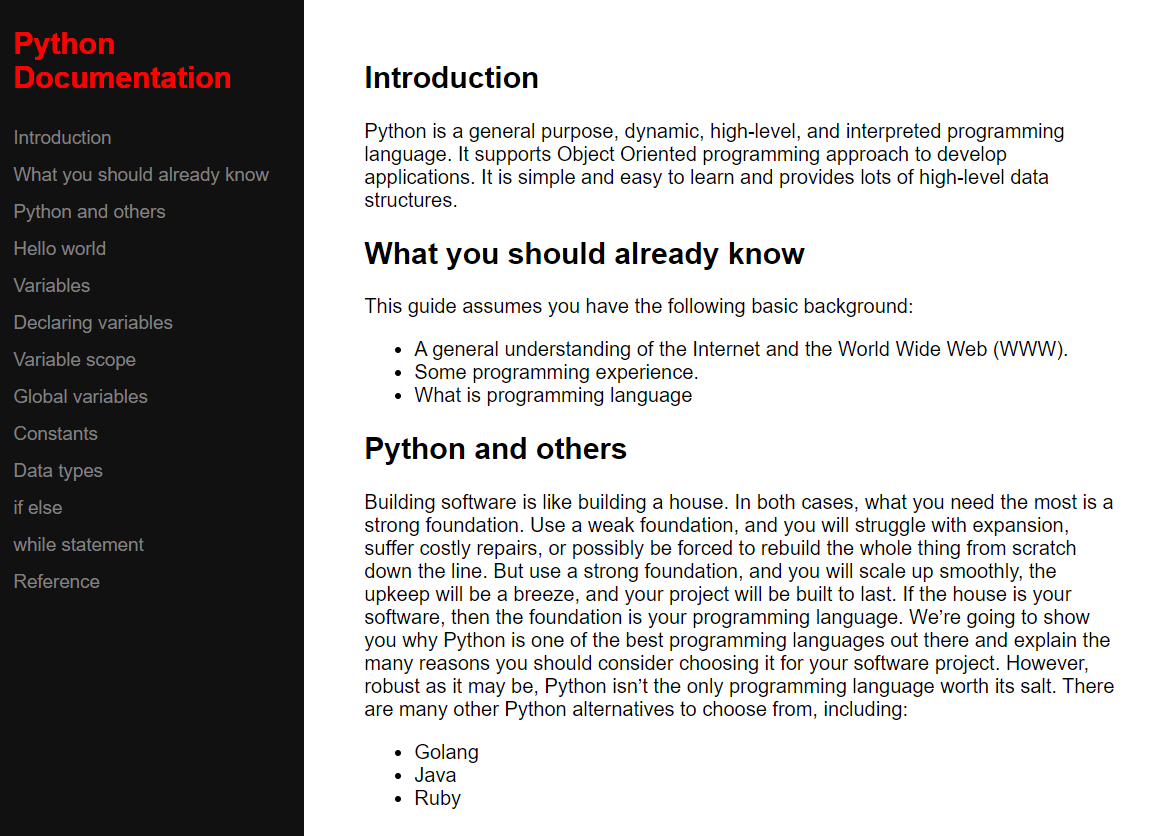 Python
Documentation
Introduction
What you should already know
Python and others
Hello world
Variables
Declaring variables
Variable scope
Global variables
Constants
Data types
if else
while statement
Reference
Introduction
Python is a general purpose, dynamic, high-level, and interpreted programming
language. It supports Object Oriented programming approach to develop
applications. It is simple and easy to learn and provides lots of high-level data
structures.
What you should already know
This guide assumes you have the following basic background:
• A general understanding of the Internet and the World Wide Web (WWW).
• Some programming experience.
• What is programming language
Python and others
Building software is like building a house. In both cases, what you need the most is a
strong foundation. Use a weak foundation, and you will struggle with expansion,
suffer costly repairs, or possibly be forced to rebuild the whole thing from scratch
down the line. But use a strong foundation, and you will scale up smoothly, the
upkeep will be a breeze, and your project will be built to last. If the house is your
software, then the foundation is your programming language. We’re going to show
you why Python is one of the best programming languages out there and explain the
many reasons you should consider choosing it for your software project. However,
robust as it may be, Python isn’t the only programming language worth its salt. There
are many other Python alternatives to choose from, including:
• Golang
• Java
• Ruby